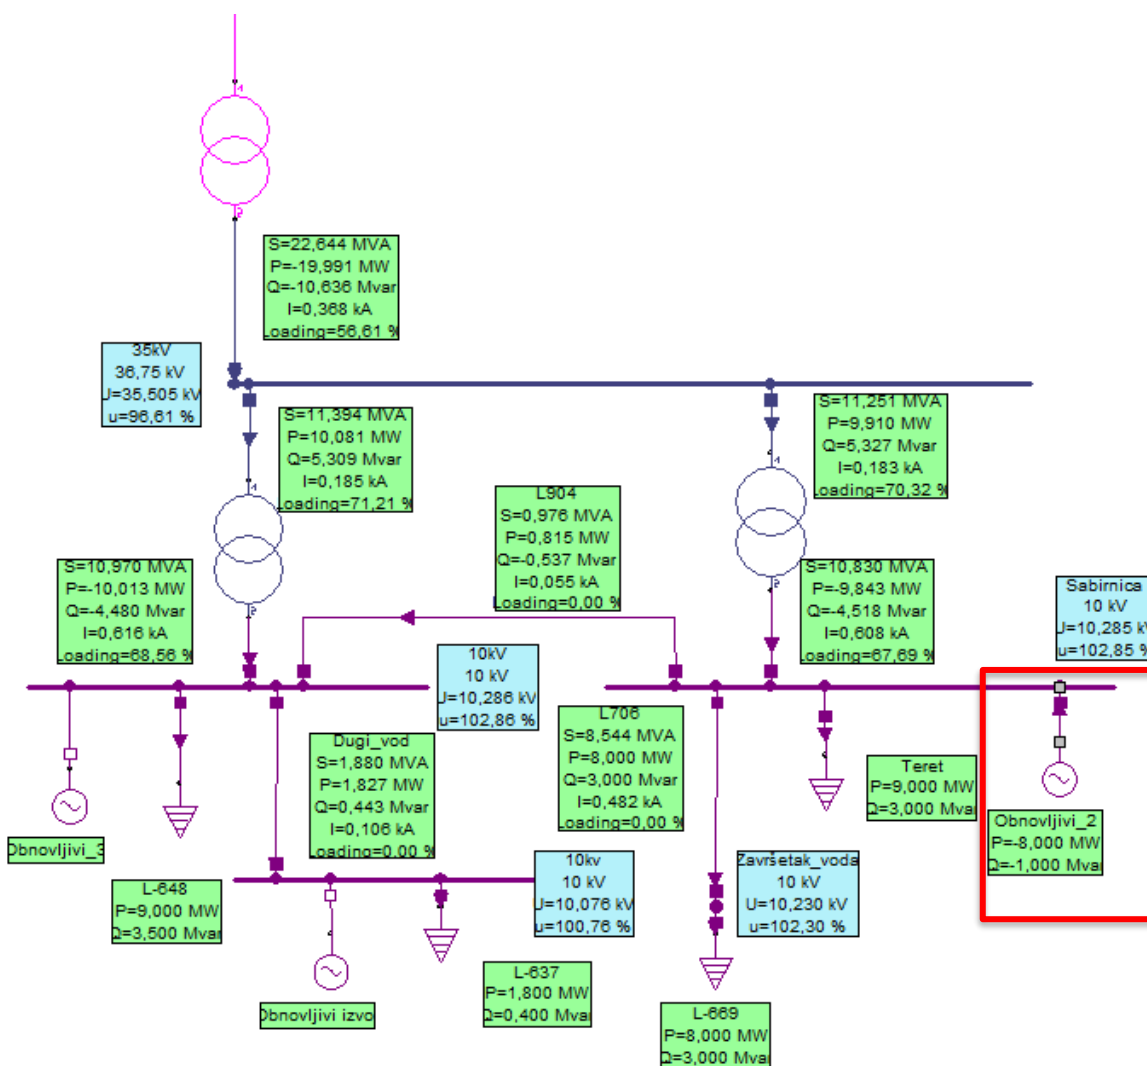 1
2
S=22,644 MVA
P=-19,991 MW
Q=-10,636 Mvar
I=0,368 kA
Loading=56,61 %
35kV
36,75 kV
U=35,505 kV
u=96,61 %
S=11,394 MVA
P=10,081 MW
Q=5,309 Mvar
I=0,185 kA
Loading=71,21 %
S=11,251 MVA
P=9,910 MW
Q=5,327 Mvar
I=0,183 kA
Loading=70,32 %
1
1
L904
S=0,976 MVA
P=0,815 MW
Q=-0,537 Mvar
I=0,055 kA
Loading=0,00 %
S=10,970 MVA
P=-10,013 MW
Q=-4,480 Mvar
I=0,616 kA
Loading=68,56 %
2
2
S=10,830 MVA
P=-9,843 MW
Q=-4,518 Mvar
I=0,608 kA
Loading=67,69 %
Sabirnica
10 kV
U=10,285 kV
u=102,85 %
10kV
10 kV
U=10,286 kV
u=102,86 %
L706
S=8,544 MVA
P=8,000 MW
Q=3,000 Mvar
I=0,482 kA
Loading=0,00 %
Dugi_vod
S=1,880 MVA
P=1,827 MW
Q=0,443 Mvar
I=0,106 kA
Loading=0,00 %
Teret
P=9,000 MW
Q=3,000 Mvar
Obnovljivi_2
P=-8,000 MW
Q=-1,000 Mvar
Obnovljivi_3
L-648
P=9,000 MW
Q=3,500 Mvar
10kv
10 kV
U=10,076 kV
u=100,76 %
Završetak_voda
10 kV
U=10,230 kV
u=102,30 %
Obnovljivi izvo
L-637
P=1,800 MW
Q=0,400 Mvar
L-669
P=8,000 MW
Q=3,000 Mvar